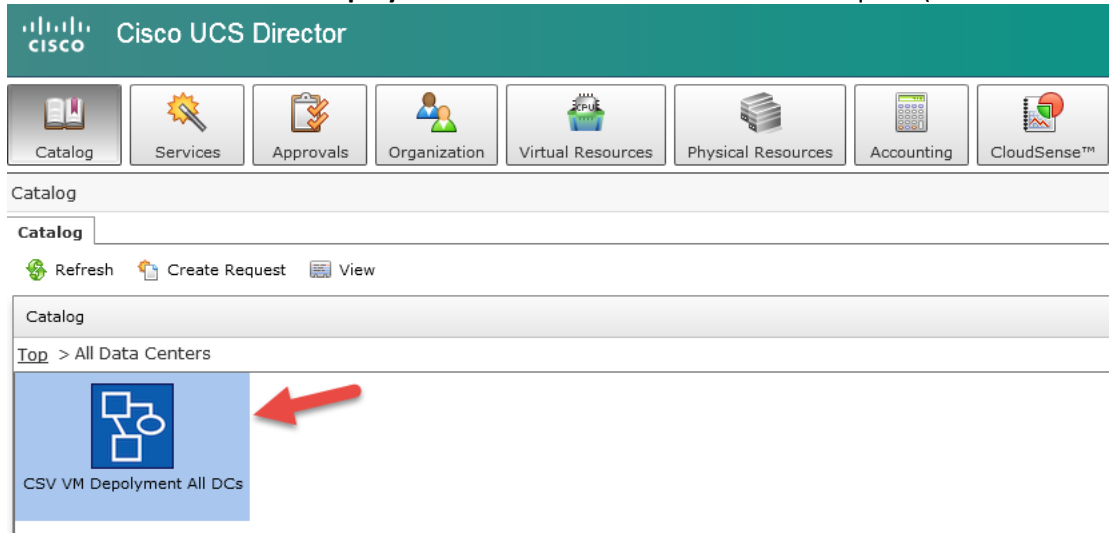 cisco Cisco UCS Director
CPU
Catalog Services Approvals Organization Virtual Resources Physical Resources Accounting CloudSense™
Catalog
Catalog
Refresh Create Request View
Catalog
Top > All Data Centers
CSV VM Depolyment All DCs